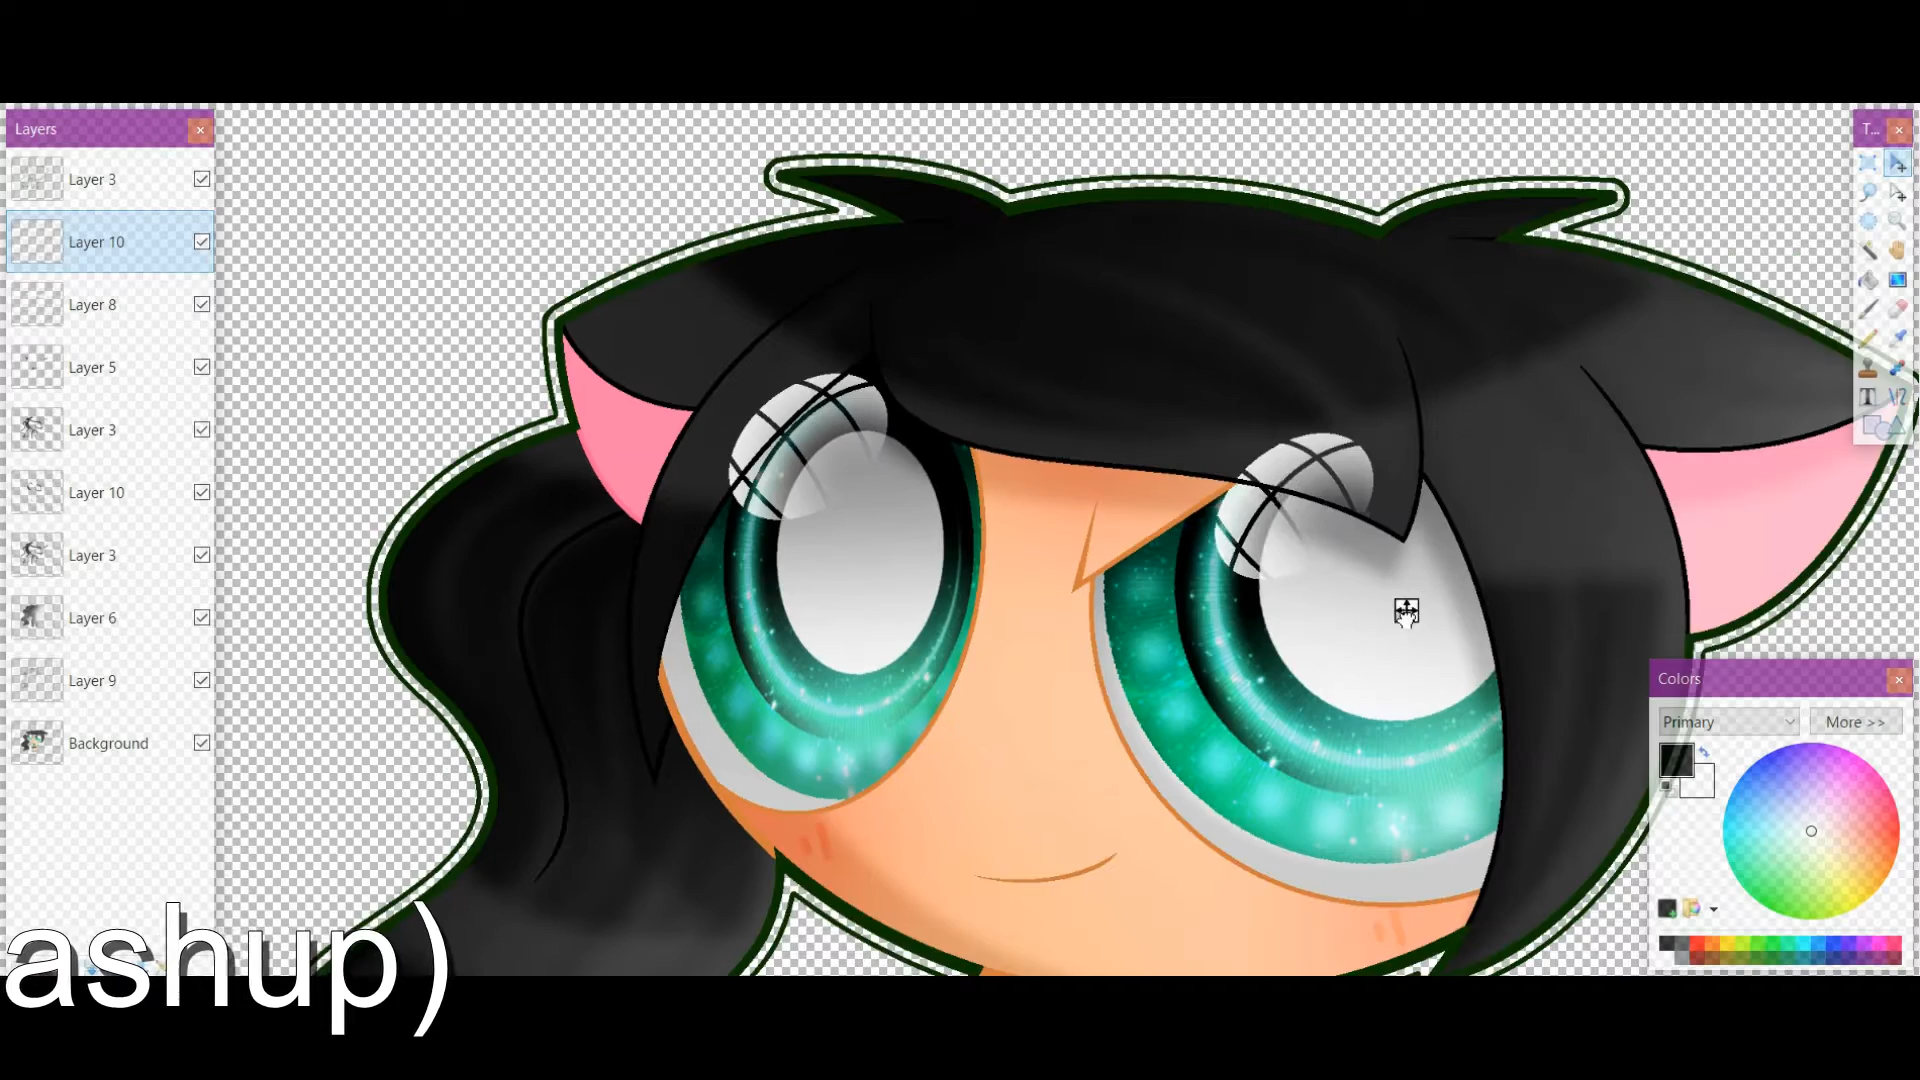 Layers
T...
Layer 3
Layer 10
Layer 8
Layer 5
Layer 3
Layer 10
Layer 3
Layer 6
Layer 9
Background
Colors
Primary
More >>
ashup)